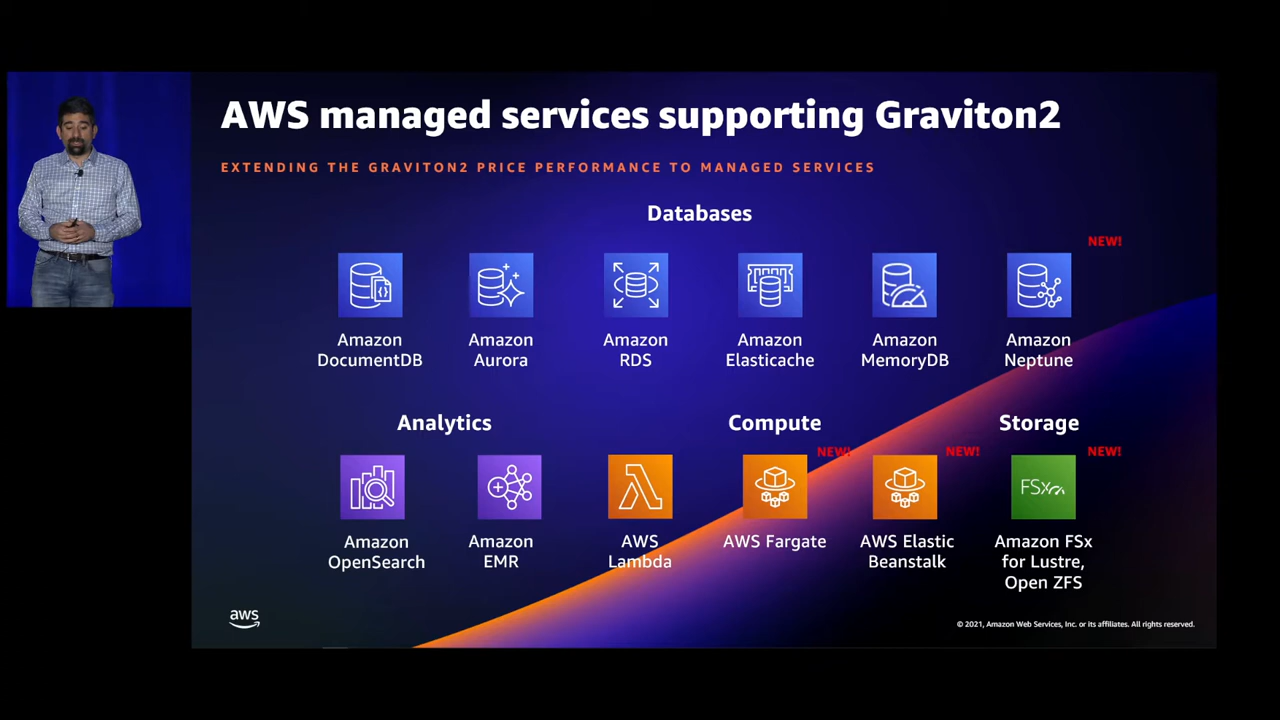 AWS managed services supporting Graviton2
EXTENDING THE GRAVITON2 PRICE PERFORMANCE TO MANAGED SERVICES
Databases
NEW!
Amazon
DocumentDB
Amazon
Aurora
Amazon
RDS
Amazon
Elasticache
Amazon
MemoryDB
Amazon
Neptune
Analytics
Compute
Storage
NEW!
NEW!
NEW!
FSx
Amazon
OpenSearch
Amazon
EMR
AWS
Lambda
AWS Fargate
AWS Elastic
Beanstalk
Amazon FSx
for Lustre,
Open ZFS
aws
© 2021, Amazon Web Services, Inc. or its affiliates. All rights reserved.